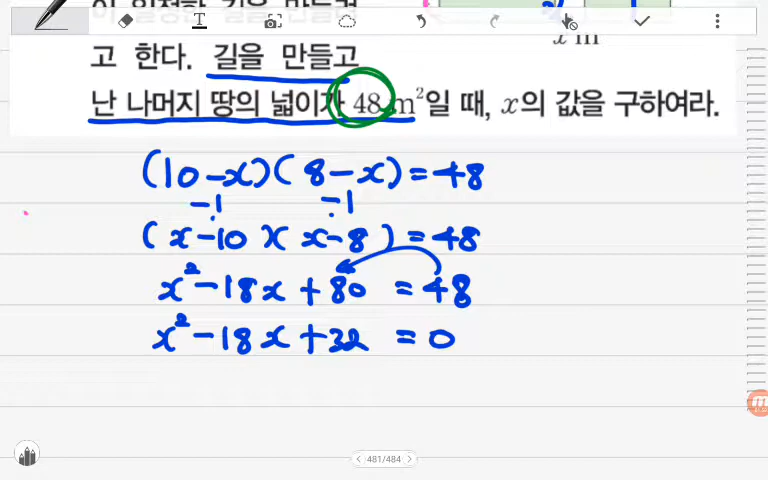 고 한다. 길을 만들고
난 나머지 땅의 넓이가 48 m²일 때, x의 값을 구하여라.
x m
(10-x)(8-x)=48
-1 -1
(x-10)(x-8)=48
x²-18x+80=48
x²-18x+32=0
481/484